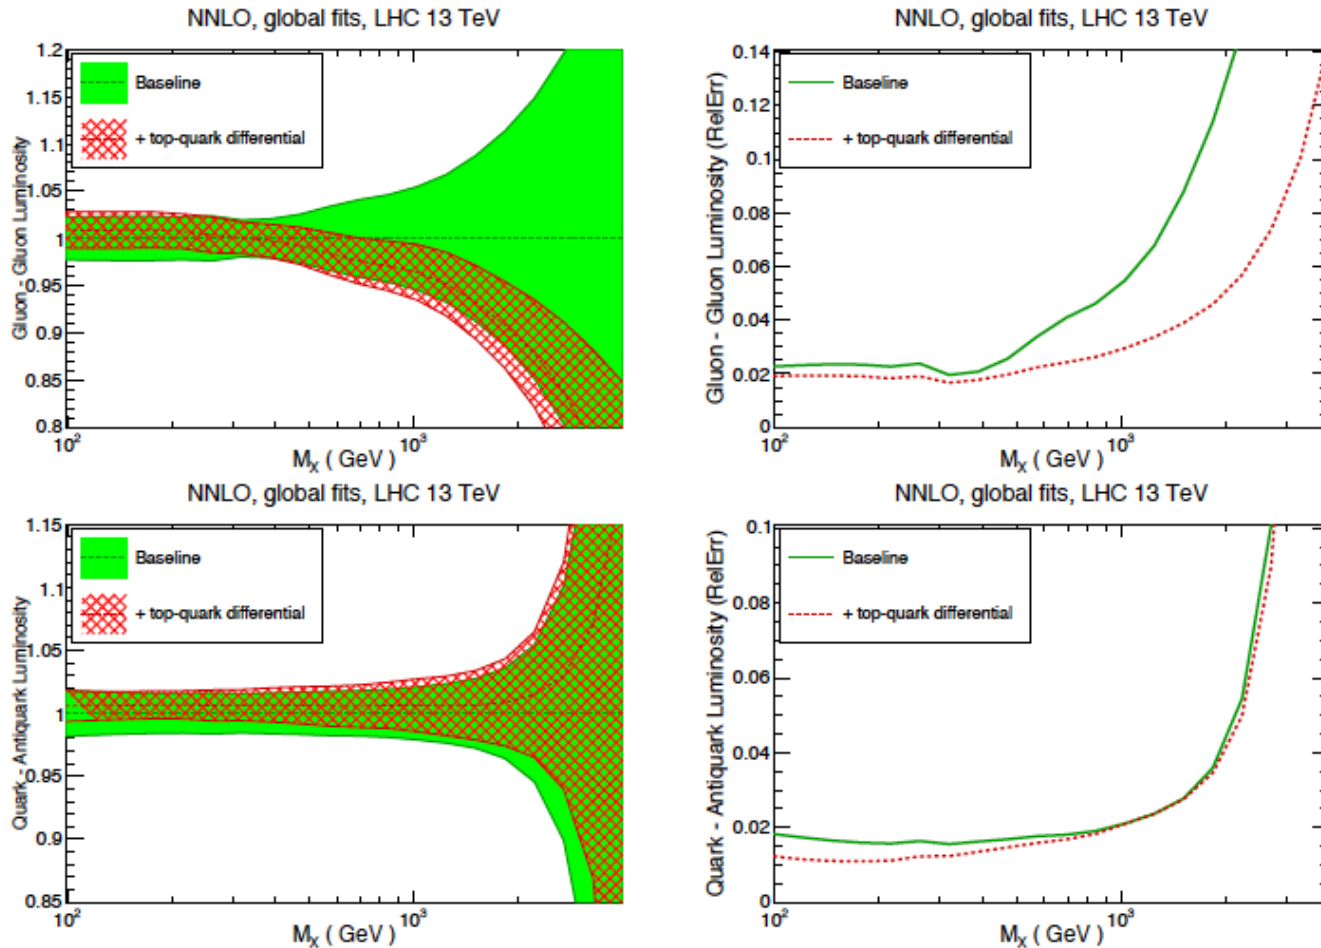 NNLO, global fits, LHC 13 TeV
Gluon - Gluon Luminosity
1.2
1.15
1.1
1.05
1
0.95
0.9
0.85
0.8
Baseline
+ top-quark differential
10²
10³
M_X ( GeV )
NNLO, global fits, LHC 13 TeV
Gluon - Gluon Luminosity (RelErr)
0.14
0.12
0.1
0.08
0.06
0.04
0.02
0
Baseline
+ top-quark differential
10²
10³
M_X ( GeV )
NNLO, global fits, LHC 13 TeV
Quark - Antiquark Luminosity
1.15
1.1
1.05
1
0.95
0.9
0.85
Baseline
+ top-quark differential
10²
10³
M_X ( GeV )
NNLO, global fits, LHC 13 TeV
Quark - Antiquark Luminosity (RelErr)
0.1
0.08
0.06
0.04
0.02
0
Baseline
+ top-quark differential
10²
10³
M_X ( GeV )